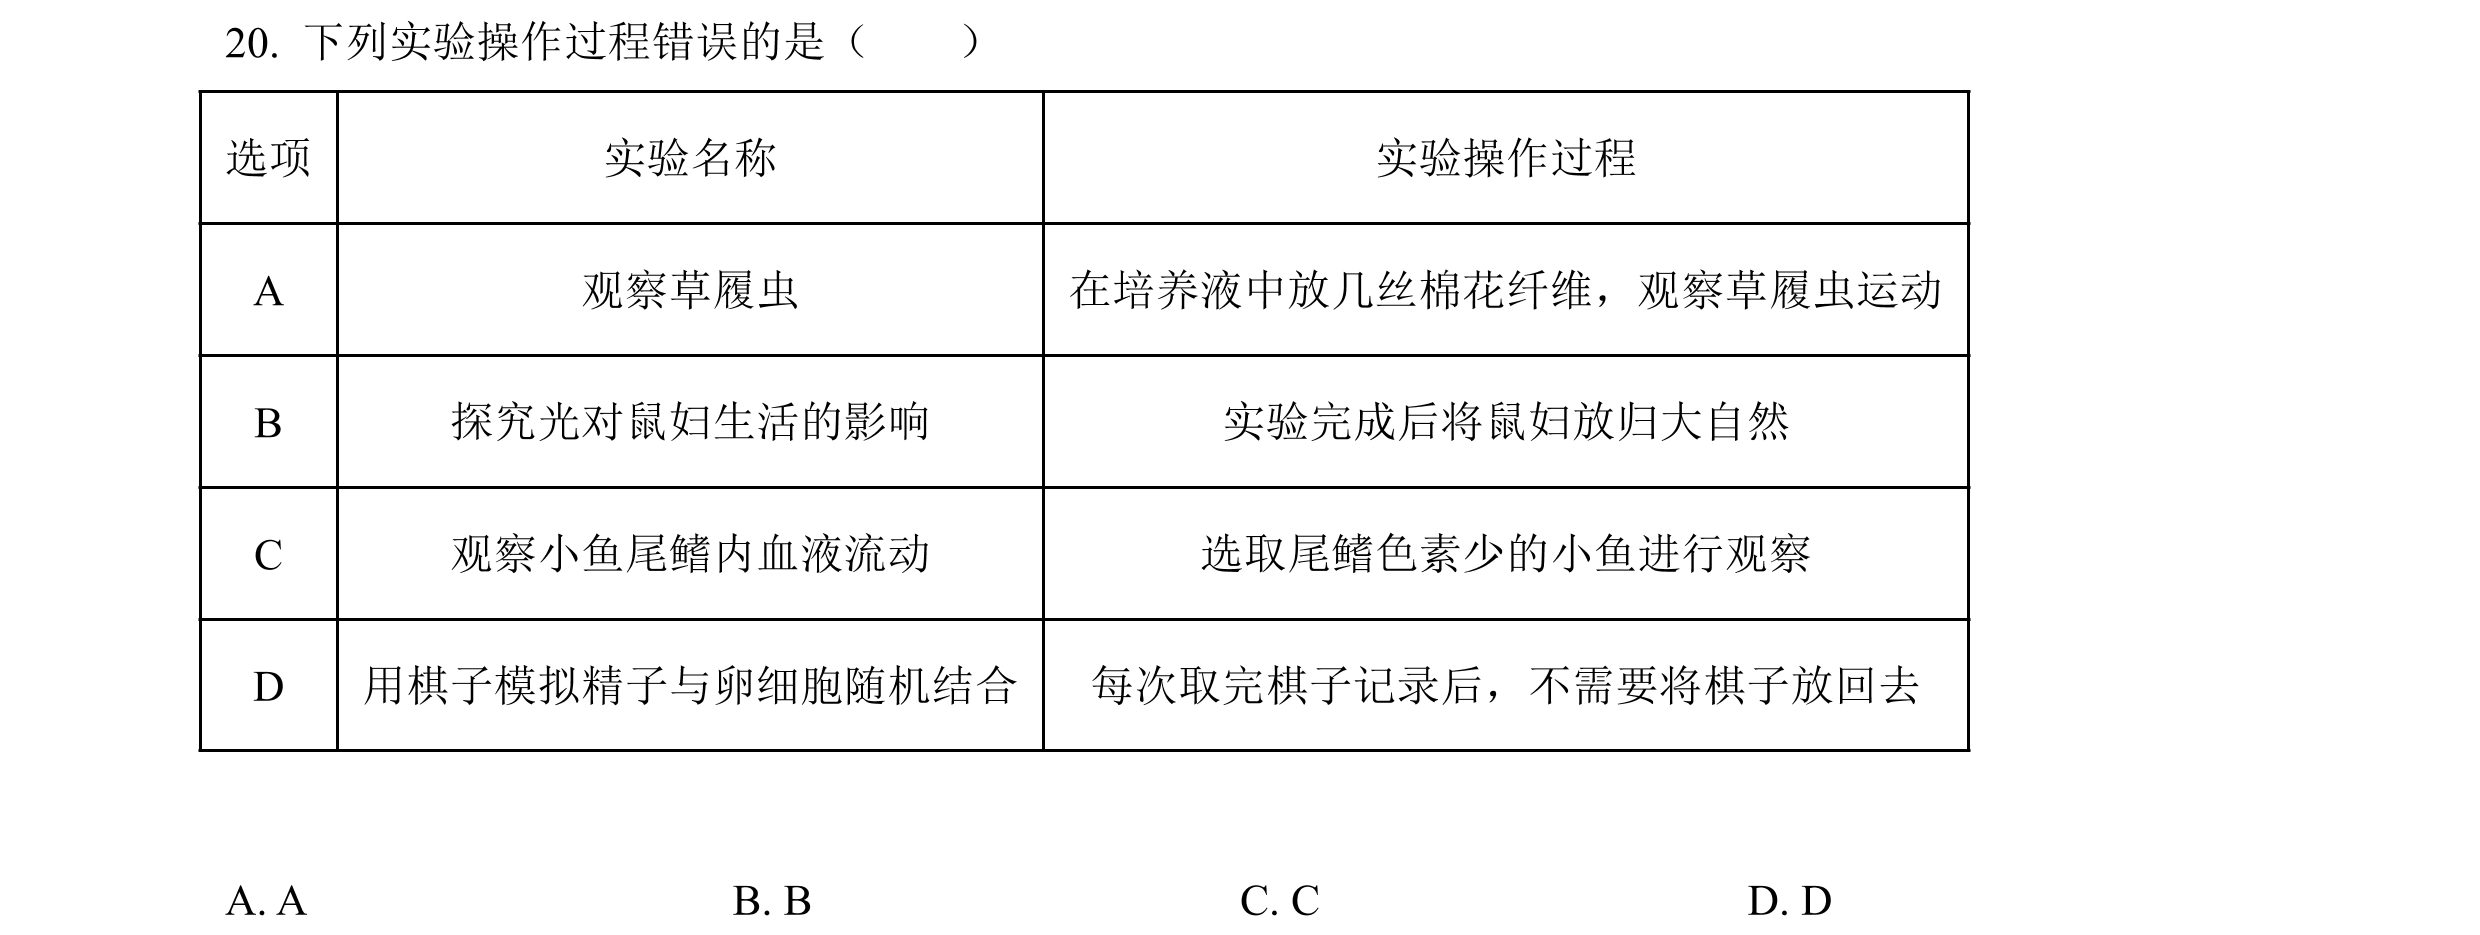 20. 下列实验操作过程错误的是（　　）
选项 实验名称 实验操作过程
A 观察草履虫 在培养液中放几丝棉花纤维，观察草履虫运动
B 探究光对鼠妇生活的影响 实验完成后将鼠妇放归大自然
C 观察小鱼尾鳍内血液流动 选取尾鳍色素少的小鱼进行观察
D 用棋子模拟精子与卵细胞随机结合 每次取完棋子记录后，不需要将棋子放回去
A. A B. B C. C D. D